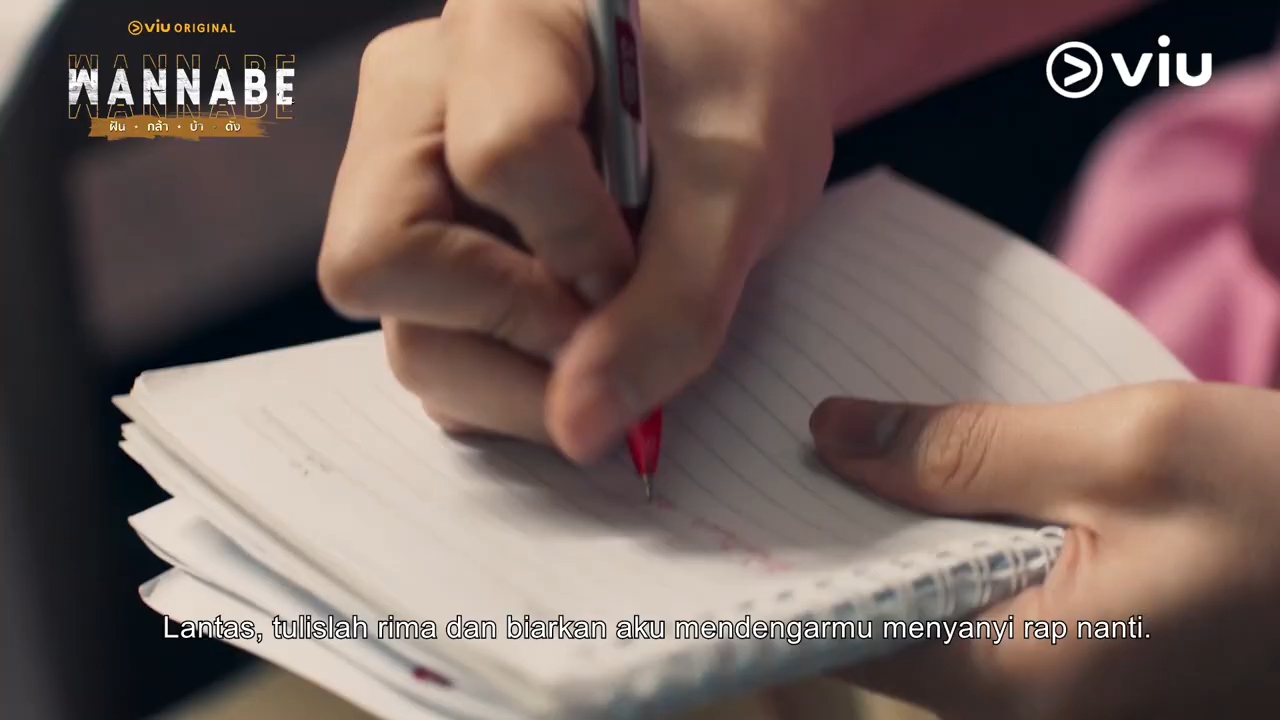 viu ORIGINAL
WANNABE
ฝัน • กล้า • บ้า • ดัง
viu
Lantas, tulislah rima dan biarkan aku mendengarmu menyanyi rap nanti.